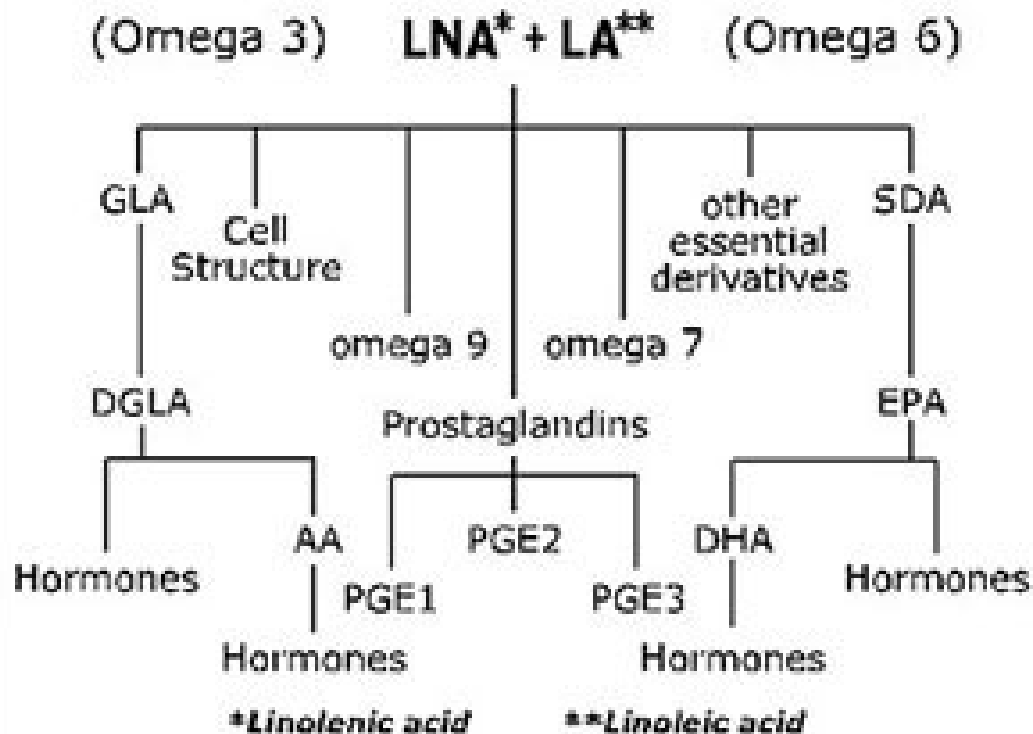 (Omega 3) LNA* + LA** (Omega 6)
GLA
Cell
Structure
omega 9
omega 7
other
essential
derivatives
SDA
DGLA
Prostaglandins
EPA
Hormones
AA
Hormones
PGE1
PGE2
PGE3
DHA
Hormones
Hormones
*Linolenic acid **Linoleic acid